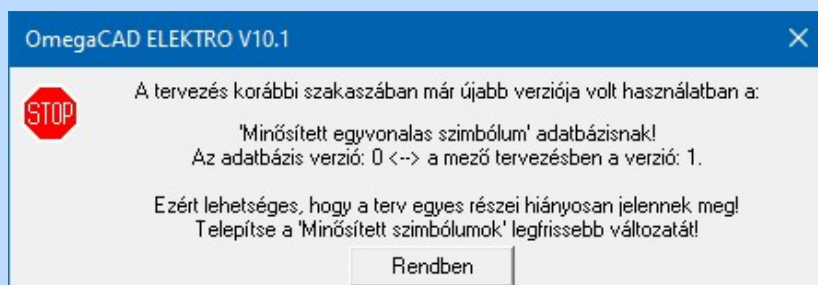 OmegaCAD ELEKTRO V10.1
STOP
A tervezés korábbi szakaszában már újabb verziója volt használatban a:
'Minősített egyvonalas szimbólum' adatbázisnak!
Az adatbázis verzió: 0 <--> a mező tervezésben a verzió: 1.
Ezért lehetséges, hogy a terv egyes részei hiányosan jelennek meg!
Telepítse a 'Minősített szimbólumok' legfrissebb változatát!
Rendben